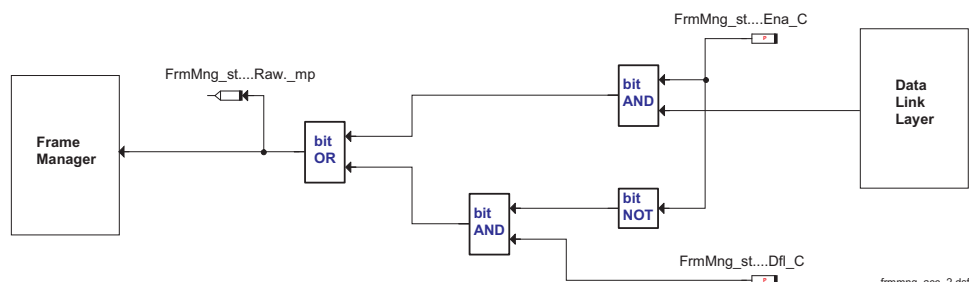 FrmMng_st....Ena_C
P
FrmMng_st....Raw._mp
bit
AND
Data
Link
Layer
Frame
Manager
bit
OR
bit
AND
bit
NOT
FrmMng_st....Dfl_C
P